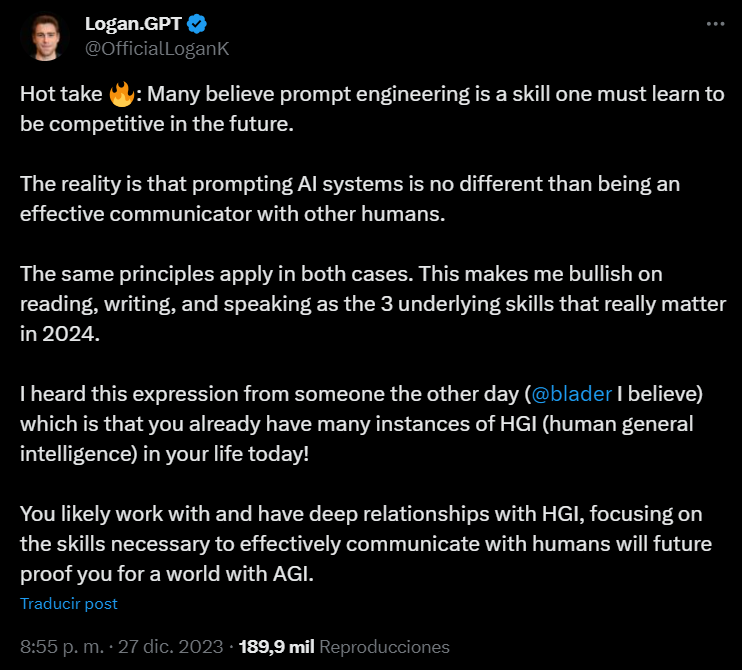 Logan.GPT
@OfficialLoganK
Hot take 🔥: Many believe prompt engineering is a skill one must learn to
be competitive in the future.
The reality is that prompting AI systems is no different than being an
effective communicator with other humans.
The same principles apply in both cases. This makes me bullish on
reading, writing, and speaking as the 3 underlying skills that really matter
in 2024.
I heard this expression from someone the other day (@blader I believe)
which is that you already have many instances of HGI (human general
intelligence) in your life today!
You likely work with and have deep relationships with HGI, focusing on
the skills necessary to effectively communicate with humans will future
proof you for a world with AGI.
Traducir post
8:55 p. m. · 27 dic. 2023 · 189,9 mil Reproducciones